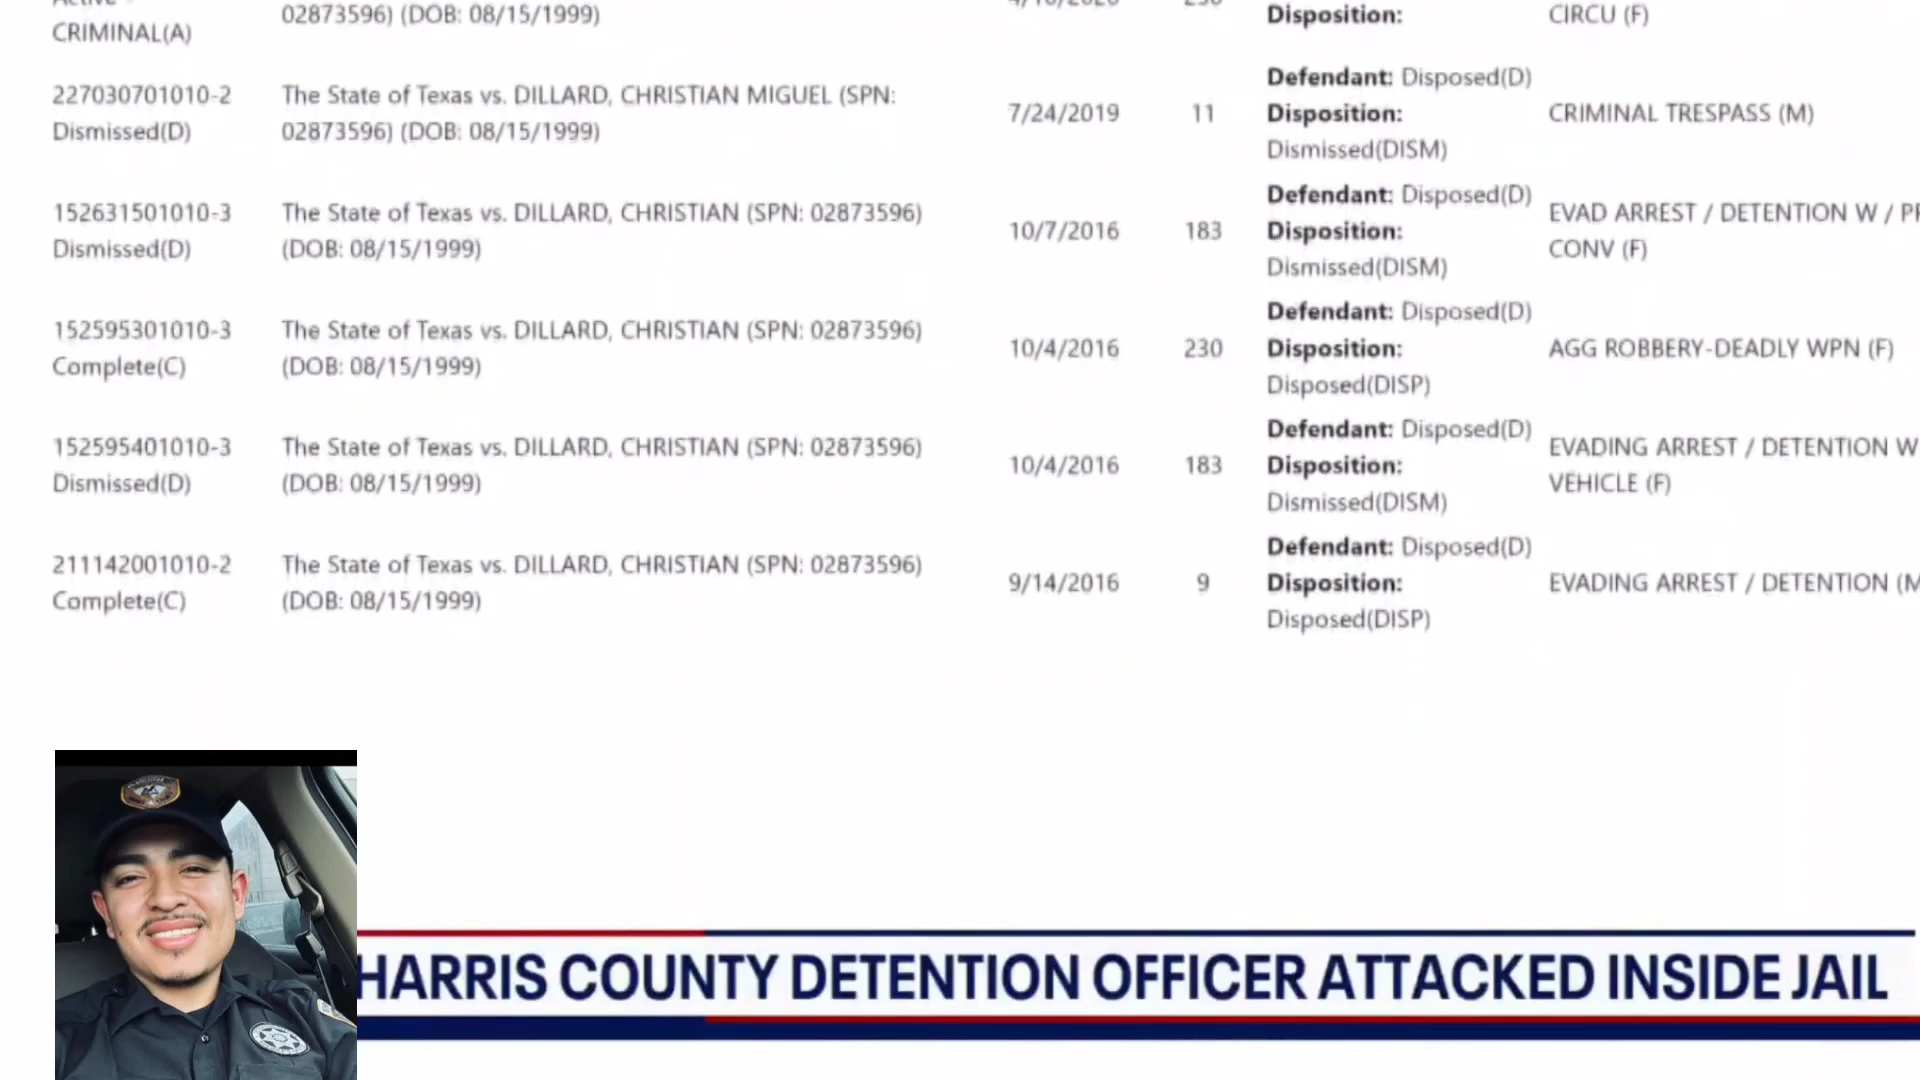 CRIMINAL(A)
02873596) (DOB: 08/15/1999)
Disposition:
CIRCU (F)
227030701010-2
Dismissed(D)
The State of Texas vs. DILLARD, CHRISTIAN MIGUEL (SPN:
02873596) (DOB: 08/15/1999)
7/24/2019
11
Defendant: Disposed(D)
Disposition:
Dismissed(DISM)
CRIMINAL TRESPASS (M)
152631501010-3
Dismissed(D)
The State of Texas vs. DILLARD, CHRISTIAN (SPN: 02873596)
(DOB: 08/15/1999)
10/7/2016
183
Defendant: Disposed(D)
Disposition:
Dismissed(DISM)
EVAD ARREST / DETENTION W / PR
CONV (F)
152595301010-3
Complete(C)
The State of Texas vs. DILLARD, CHRISTIAN (SPN: 02873596)
(DOB: 08/15/1999)
10/4/2016
230
Defendant: Disposed(D)
Disposition:
Disposed(DISP)
AGG ROBBERY-DEADLY WPN (F)
152595401010-3
Dismissed(D)
The State of Texas vs. DILLARD, CHRISTIAN (SPN: 02873596)
(DOB: 08/15/1999)
10/4/2016
183
Defendant: Disposed(D)
Disposition:
Dismissed(DISM)
EVADING ARREST / DETENTION W
VEHICLE (F)
211142001010-2
Complete(C)
The State of Texas vs. DILLARD, CHRISTIAN (SPN: 02873596)
(DOB: 08/15/1999)
9/14/2016
9
Defendant: Disposed(D)
Disposition:
Disposed(DISP)
EVADING ARREST / DETENTION (M
HARRIS COUNTY DETENTION OFFICER ATTACKED INSIDE JAIL